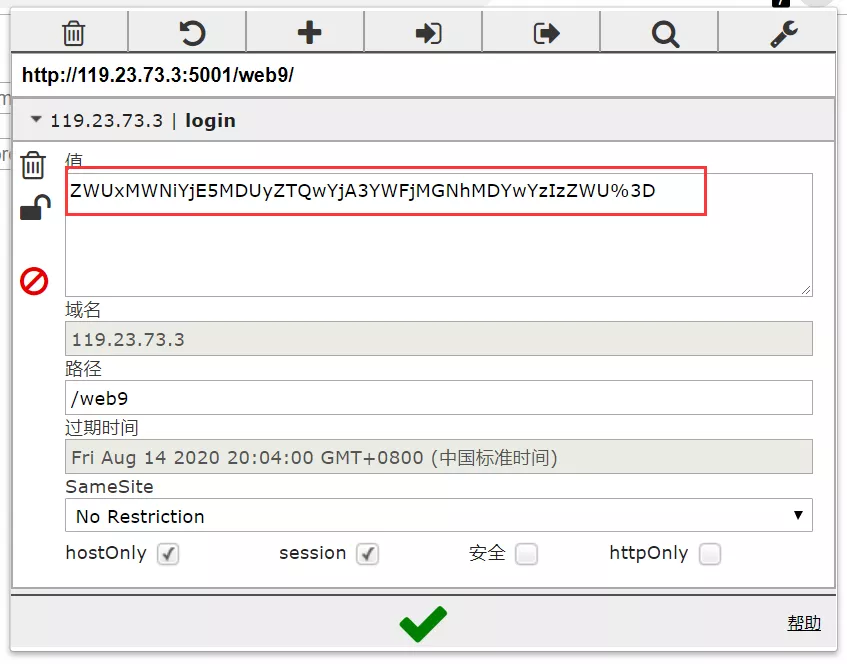 http://119.23.73.3:5001/web9/
119.23.73.3 | login
值
ZWUxMWNiYjE5MDUyZTQwYjA3YWFjMGNhMDYwYzIzZWU%3D
域名
119.23.73.3
路径
/web9
过期时间
Fri Aug 14 2020 20:04:00 GMT+0800 (中国标准时间)
SameSite
No Restriction
hostOnly session 安全 httpOnly
帮助